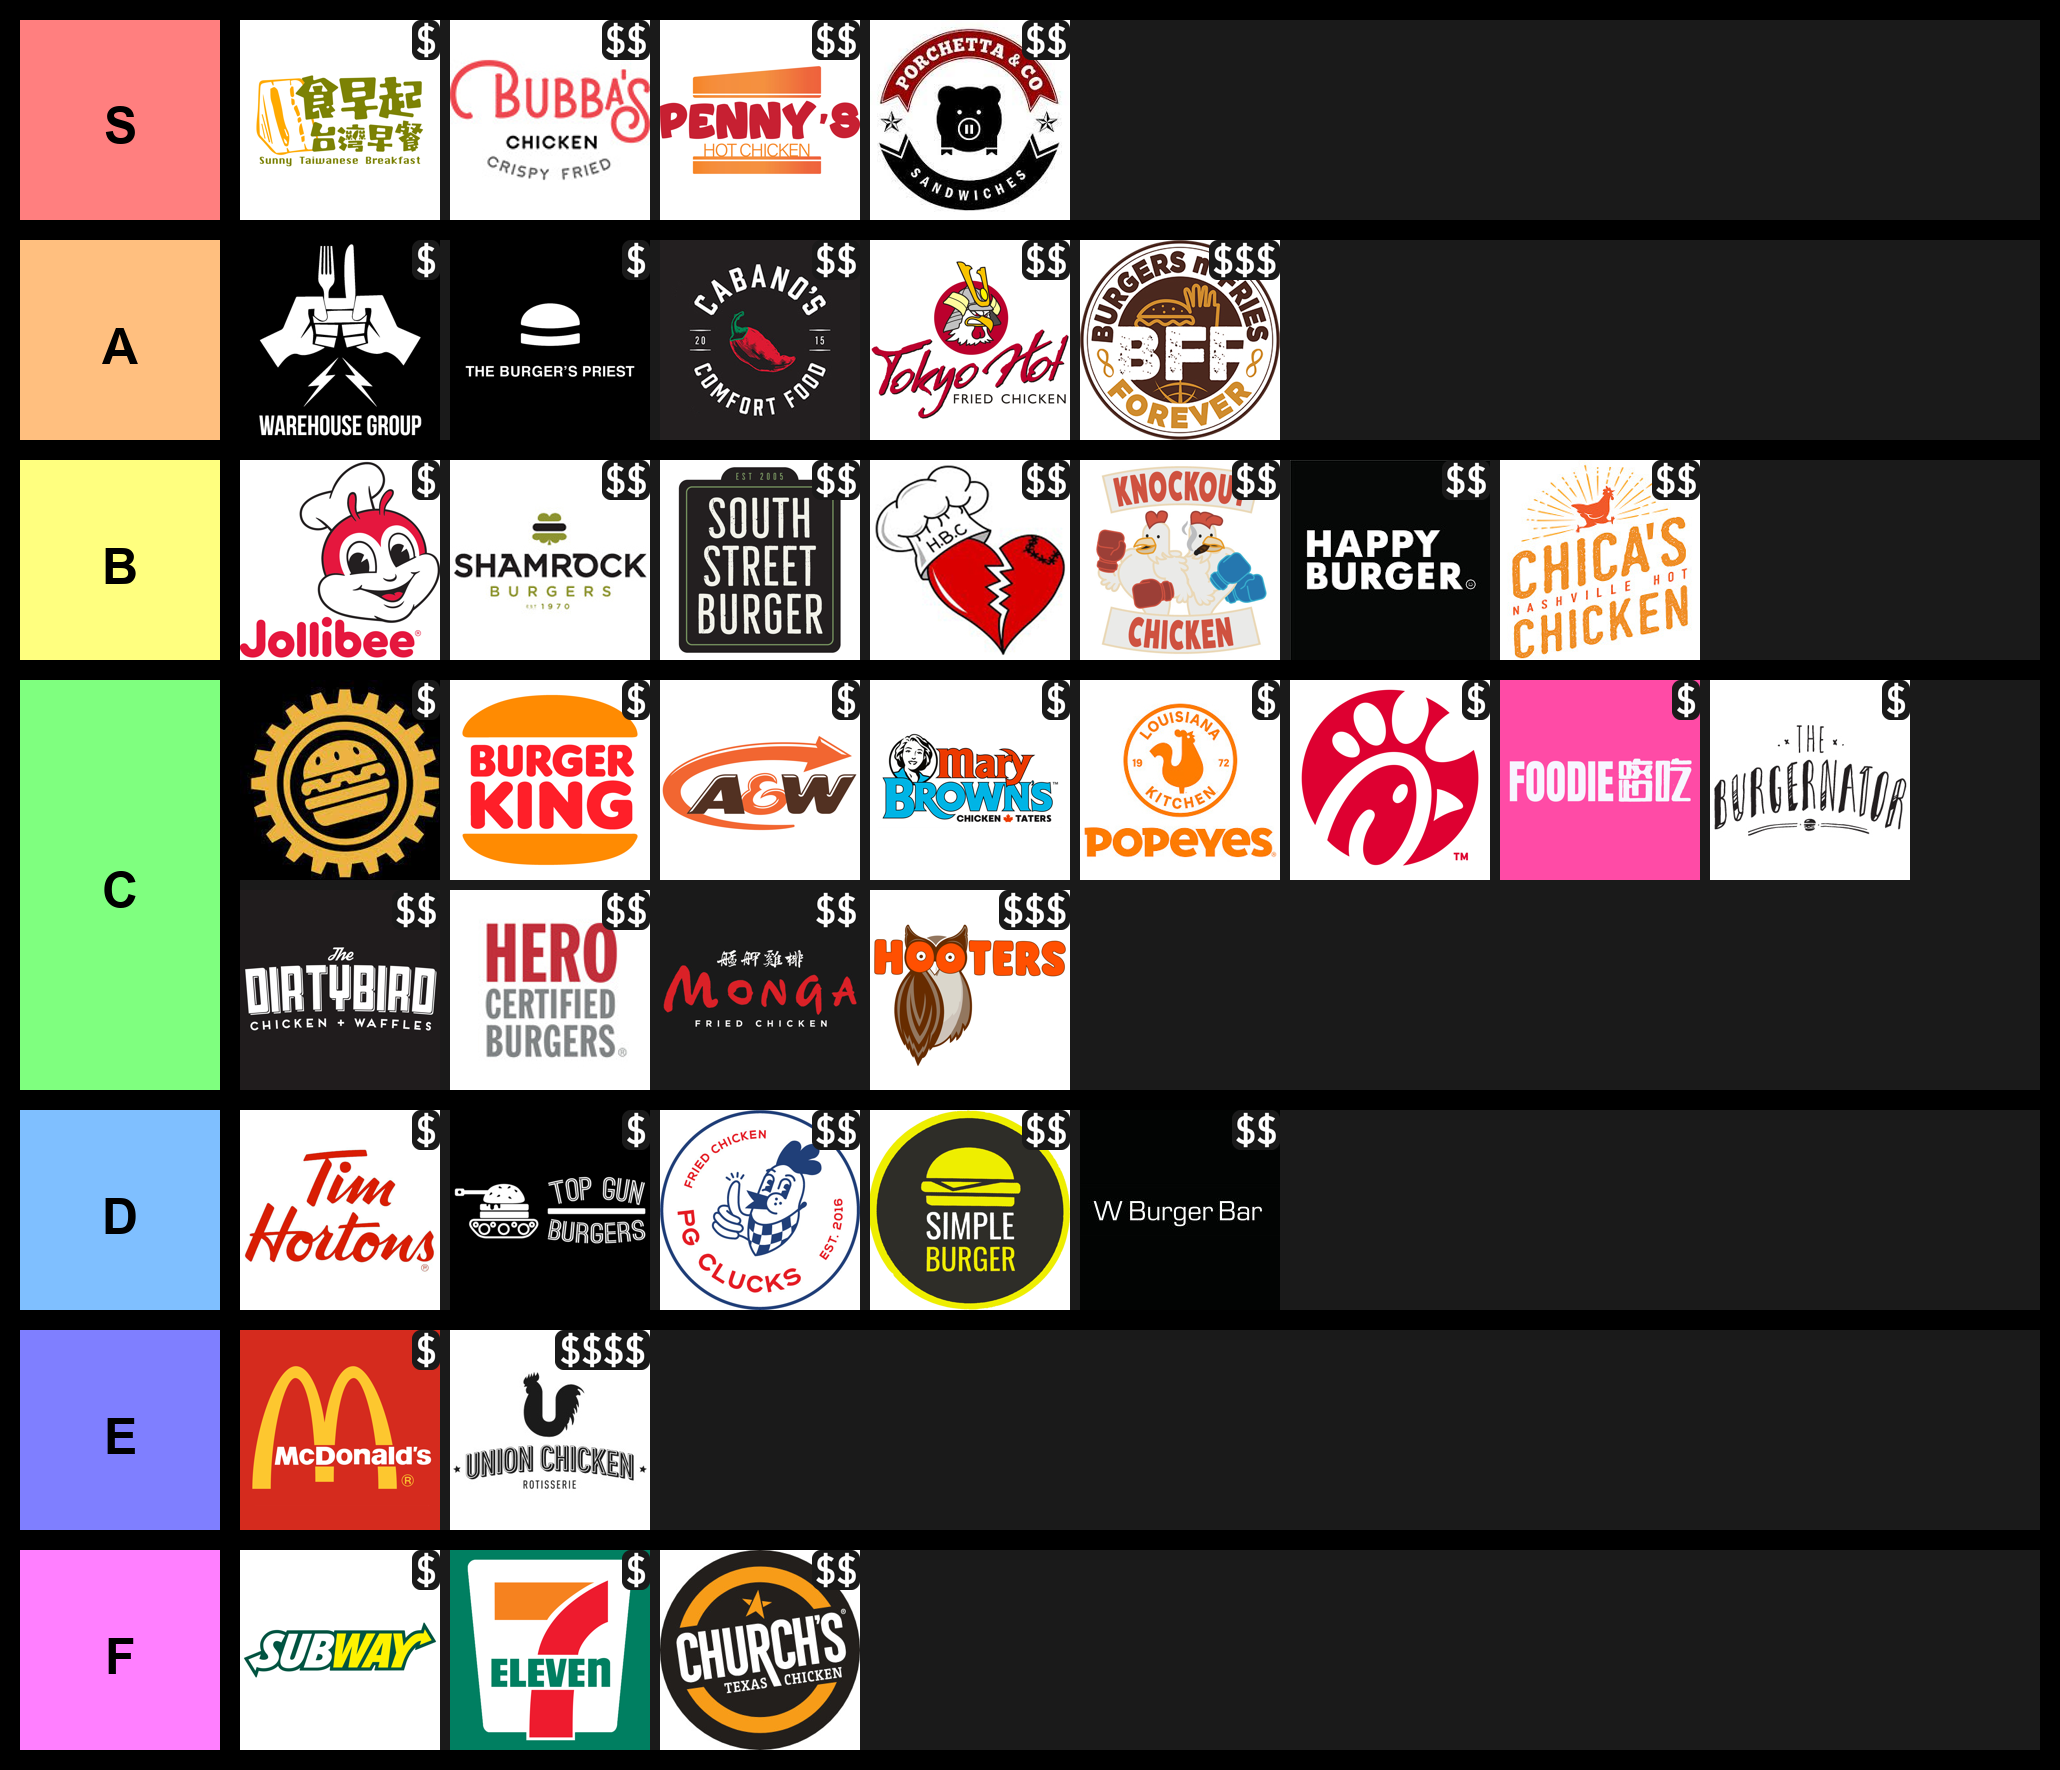 S
$
食早起
台灣早餐
Sunny Taiwanese Breakfast
$$
BUBBA'S
CHICKEN
CRISPY FRIED
$$
PENNY'S
HOT CHICKEN
$$
PORCHETTA & CO
SANDWICHES
A
$
WAREHOUSE GROUP
$
THE BURGER'S PRIEST
$$
CABANO'S
20 15
COMFORT FOOD
$$
Tokyo Hot
FRIED CHICKEN
$$$
BURGERS n FRIES
BFF
FOREVER
B
$
Jollibee®
$$
SHAMROCK
BURGERS
EST 1970
$$
EST 2005
SOUTH
STREET
BURGER
$$
H.B.C
$$
KNOCKOUT
CHICKEN
$$
HAPPY
BURGER
$$
CHICA'S
NASHVILLE HOT
CHICKEN
C
$
$
BURGER
KING
$
A&W
$
mary
BROWN'S™
CHICKEN TATERS
$
LOUISIANA
19 72
KITCHEN
POPEYES
$
TM
$
FOODIE
$
THE
BURGERNATOR
$$
The
DIRTYBIRD
CHICKEN + WAFFLES
$$
HERO
CERTIFIED
BURGERS®
$$
艋舺雞排
MONGA
FRIED CHICKEN
$$$
HOOTERS
D
$
Tim
Hortons
®
$
TOP GUN
BURGERS
$$
FRIED CHICKEN
PG CLUCKS
EST. 2016
$$
SIMPLE
BURGER
$$
W Burger Bar
E
$
McDonald's
®
$$$$
UNION CHICKEN
ROTISSERIE
F
$
SUBWAY
$
7
ELEVEn
$$
CHURCH'S®
TEXAS CHICKEN